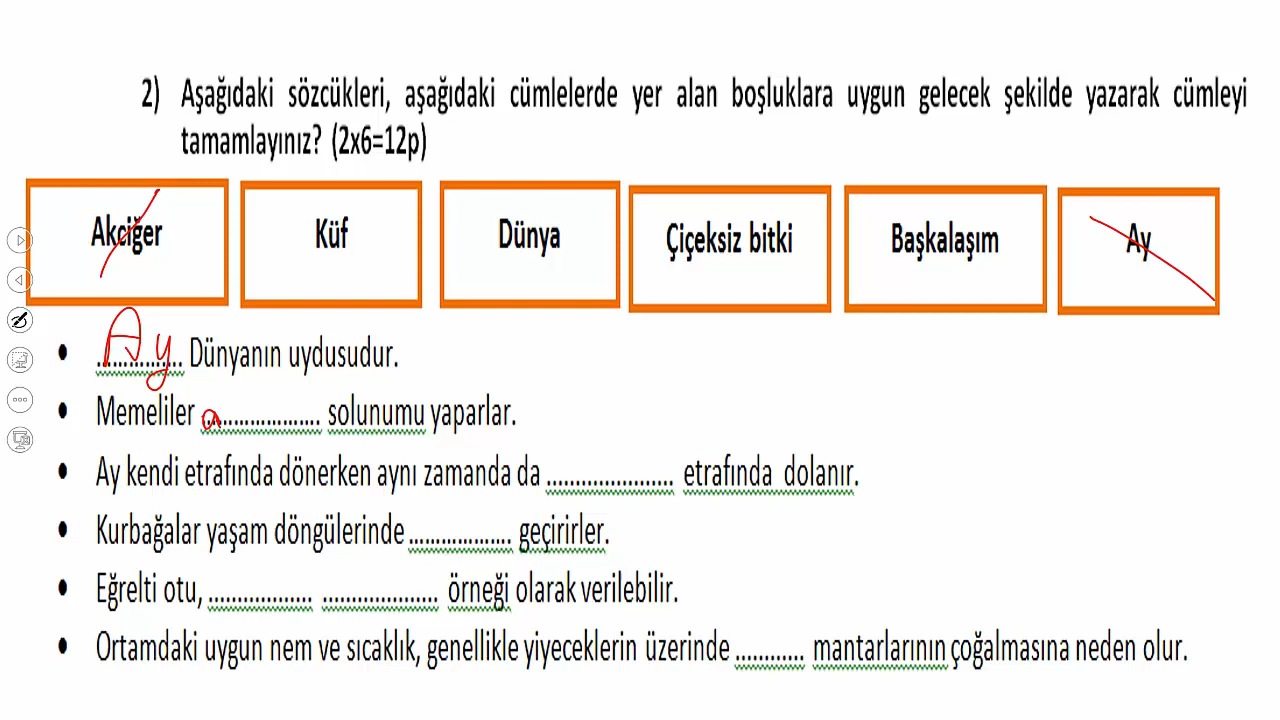 2) Aşağıdaki sözcükleri, aşağıdaki cümlelerde yer alan boşluklara uygun gelecek şekilde yazarak cümleyi
tamamlayınız? (2x6=12p)
Akciğer Küf Dünya Çiçeksiz bitki Başkalaşım Ay
• Ay................ Dünyanın uydusudur.
• Memeliler a.................... solunumu yaparlar.
• Ay kendi etrafında dönerken aynı zamanda da ...................... etrafında dolanır.
• Kurbağalar yaşam döngülerinde .................. geçirirler.
• Eğrelti otu, .................. .................... örneği olarak verilebilir.
• Ortamdaki uygun nem ve sıcaklık, genellikle yiyeceklerin üzerinde ............ mantarlarının çoğalmasına neden olur.